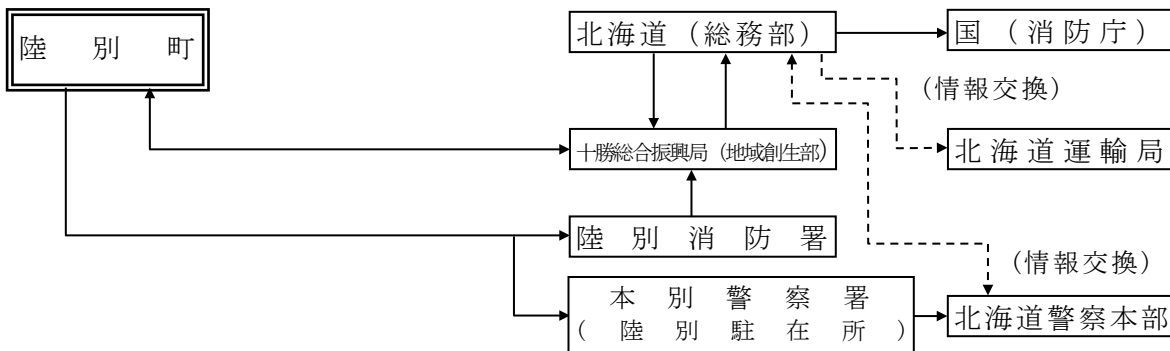 陸別町
北海道（総務部）
国（消防庁）
（情報交換）
十勝総合振興局（地域創生部）
北海道運輸局
陸別消防署
（情報交換）
本別警察署
（陸別駐在所）
北海道警察本部